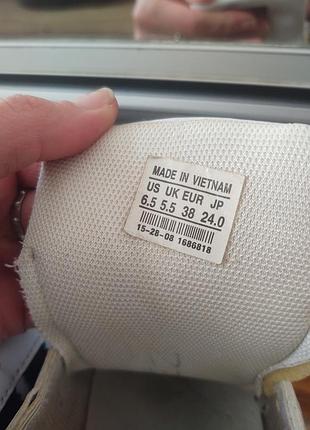 MADE IN VIETNAM
US UK EUR JP
6.5 5.5 38 24.0
15-28-08 1686818